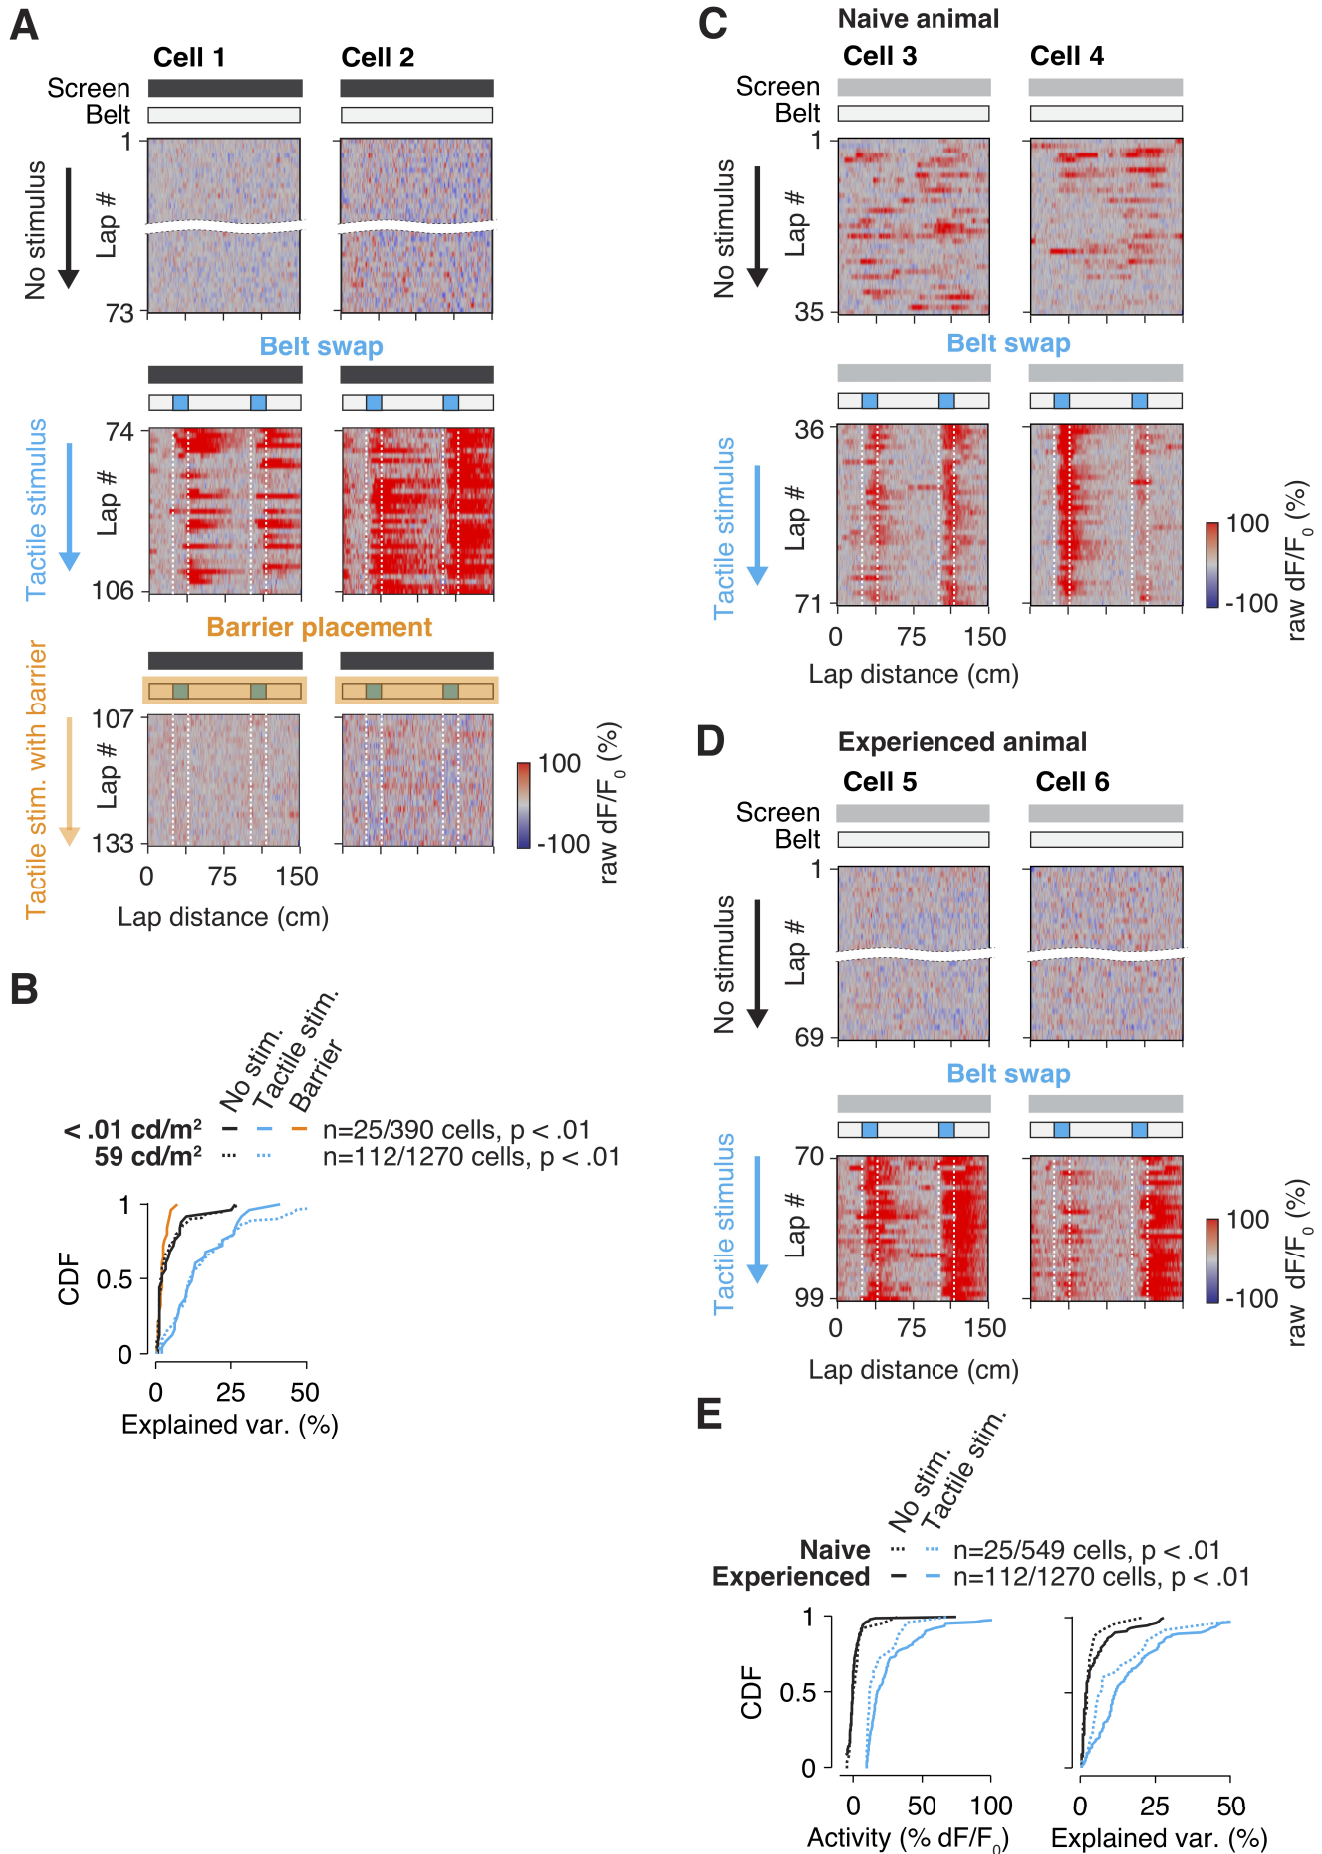 A
Cell 1
Cell 2
Screen
Belt
No stimulus
Lap #
1
73
Belt swap
Tactile stimulus
Lap #
74
106
Barrier placement
Tactile stim. with barrier
Lap #
107
133
0
75
150
Lap distance (cm)
100
-100
raw dF/F0 (%)
B
No stim.
Tactile stim.
Barrier
< .01 cd/m²
n=25/390 cells, p < .01
59 cd/m²
n=112/1270 cells, p < .01
1
0.5
0
CDF
0
25
50
Explained var. (%)
C
Naive animal
Cell 3
Cell 4
Screen
Belt
No stimulus
Lap #
1
35
Belt swap
Tactile stimulus
Lap #
36
71
0
75
150
Lap distance (cm)
100
-100
raw dF/F0 (%)
D
Experienced animal
Cell 5
Cell 6
Screen
Belt
No stimulus
Lap #
1
69
Belt swap
Tactile stimulus
Lap #
70
99
0
75
150
Lap distance (cm)
100
-100
raw dF/F0 (%)
E
No stim.
Tactile stim.
Naive
n=25/549 cells, p < .01
Experienced
n=112/1270 cells, p < .01
1
0.5
0
CDF
0
50
100
Activity (% dF/F0)
0
25
50
Explained var. (%)